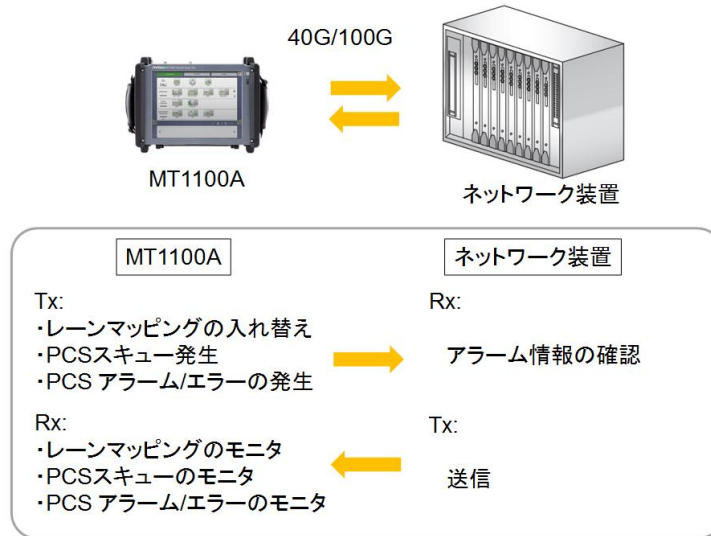 40G/100G
MT1100A
ネットワーク装置
MT1100A
ネットワーク装置
Tx:
・レーンマッピングの入れ替え
・PCSスキュー発生
・PCS アラーム/エラーの発生
Rx:
アラーム情報の確認
Rx:
・レーンマッピングのモニタ
・PCSスキューのモニタ
・PCS アラーム/エラーのモニタ
Tx:
送信